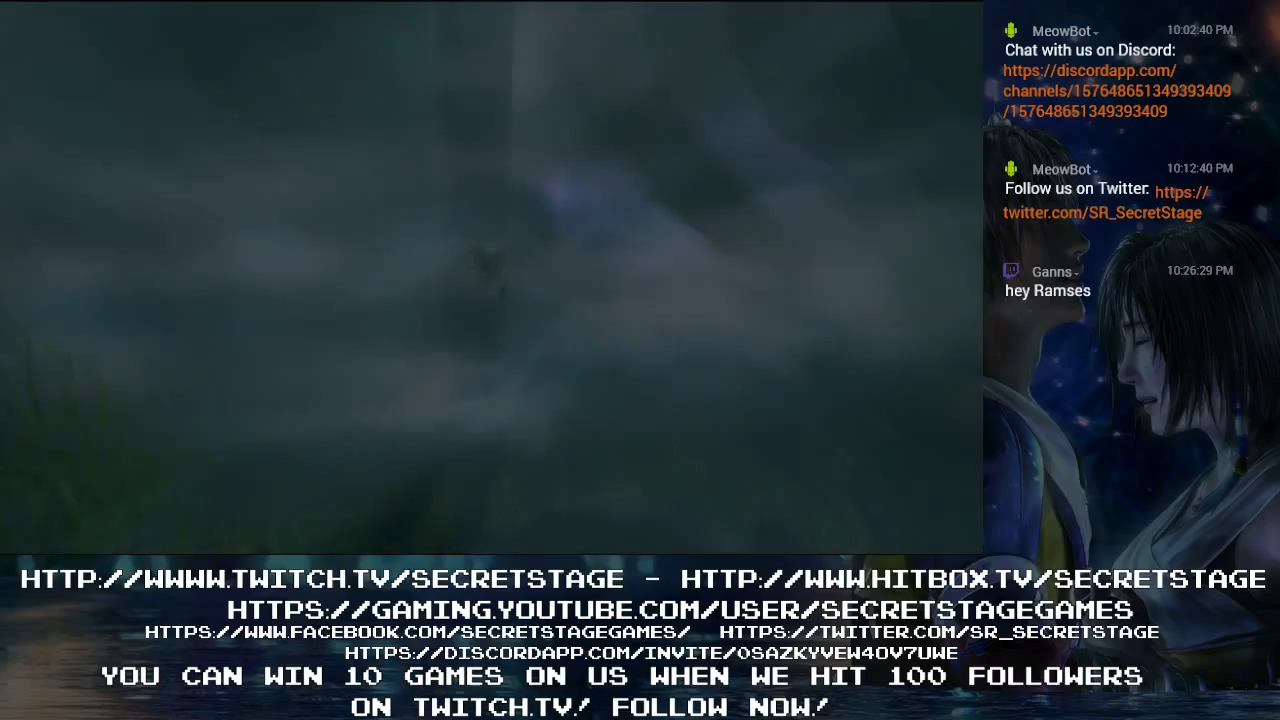 MeowBot 10:02:40 PM
Chat with us on Discord:
https://discordapp.com/
channels/157648651349393409
/157648651349393409
MeowBot 10:12:40 PM
Follow us on Twitter: https://
twitter.com/SR_SecretStage
Ganns 10:26:29 PM
hey Ramses
HTTP://WWWW.TWITCH.TV/SECRETSTAGE - HTTP://WWW.HITBOX.TV/SECRETSTAGE
HTTPS://GAMING.YOUTUBE.COM/USER/SECRETSTAGEGAMES
HTTPS://WWW.FACEBOOK.COM/SECRETSTAGEGAMES/ HTTPS://TWITTER.COM/SR_SECRETSTAGE
HTTPS://DISCORDAPP.COM/INVITE/0SAZKYVEW40V7UWE
YOU CAN WIN 10 GAMES ON US WHEN WE HIT 100 FOLLOWERS
ON TWITCH.TV! FOLLOW NOW!